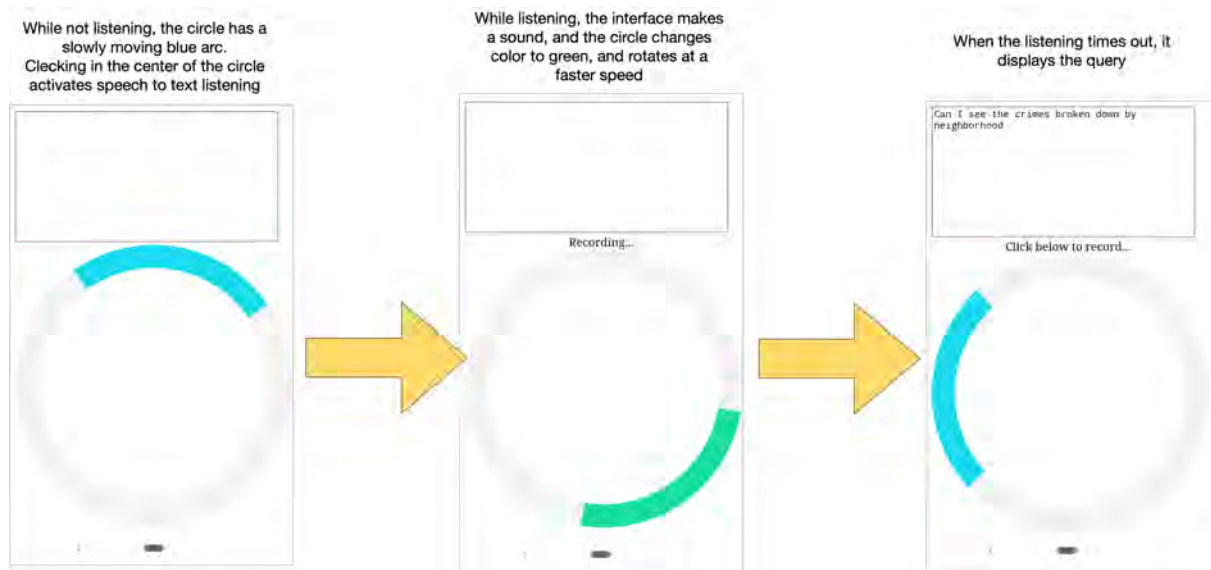 While not listening, the circle has a
slowly moving blue arc.
Clecking in the center of the circle
activates speech to text listening
While listening, the interface makes
a sound, and the circle changes
color to green, and rotates at a
faster speed
When the listening times out, it
displays the query
Recording...
Can I see the crimes broken down by
neighborhood
Click below to record...